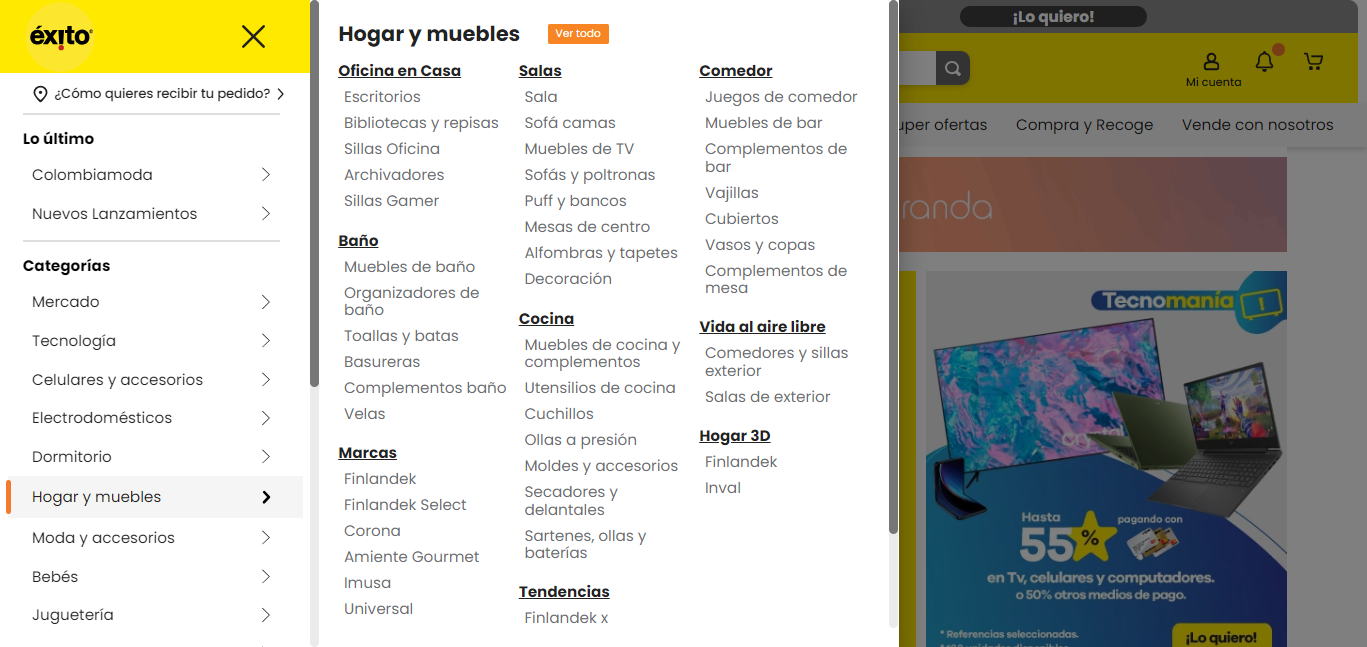 éxito
¿Cómo quieres recibir tu pedido?
Lo último
Colombiamoda
Nuevos Lanzamientos
Categorías
Mercado
Tecnología
Celulares y accesorios
Electrodomésticos
Dormitorio
Hogar y muebles
Moda y accesorios
Bebés
Juguetería
Hogar y muebles
Ver todo
Oficina en Casa
Escritorios
Bibliotecas y repisas
Sillas Oficina
Archivadores
Sillas Gamer
Baño
Muebles de baño
Organizadores de
baño
Toallas y batas
Basureras
Complementos baño
Velas
Marcas
Finlandek
Finlandek Select
Corona
Amiente Gourmet
Imusa
Universal
Salas
Sala
Sofá camas
Muebles de TV
Sofás y poltronas
Puff y bancos
Mesas de centro
Alfombras y tapetes
Decoración
Cocina
Muebles de cocina y
complementos
Utensilios de cocina
Cuchillos
Ollas a presión
Moldes y accesorios
Secadores y
delantales
Sartenes, ollas y
baterías
Tendencias
Finlandek x
Comedor
Juegos de comedor
Muebles de bar
Complementos de
bar
Vajillas
Cubiertos
Vasos y copas
Complementos de
mesa
Vida al aire libre
Comedores y sillas
exterior
Salas de exterior
Hogar 3D
Finlandek
Inval
¡Lo quiero!
Mi cuenta
uper ofertas
Compra y Recoge
Vende con nosotros
randa
Tecnomanía
Hasta
55%
pagando con
en Tv, celulares y computadores.
o 50% otros medios de pago.
¡Lo quiero!
* Referencias seleccionadas.